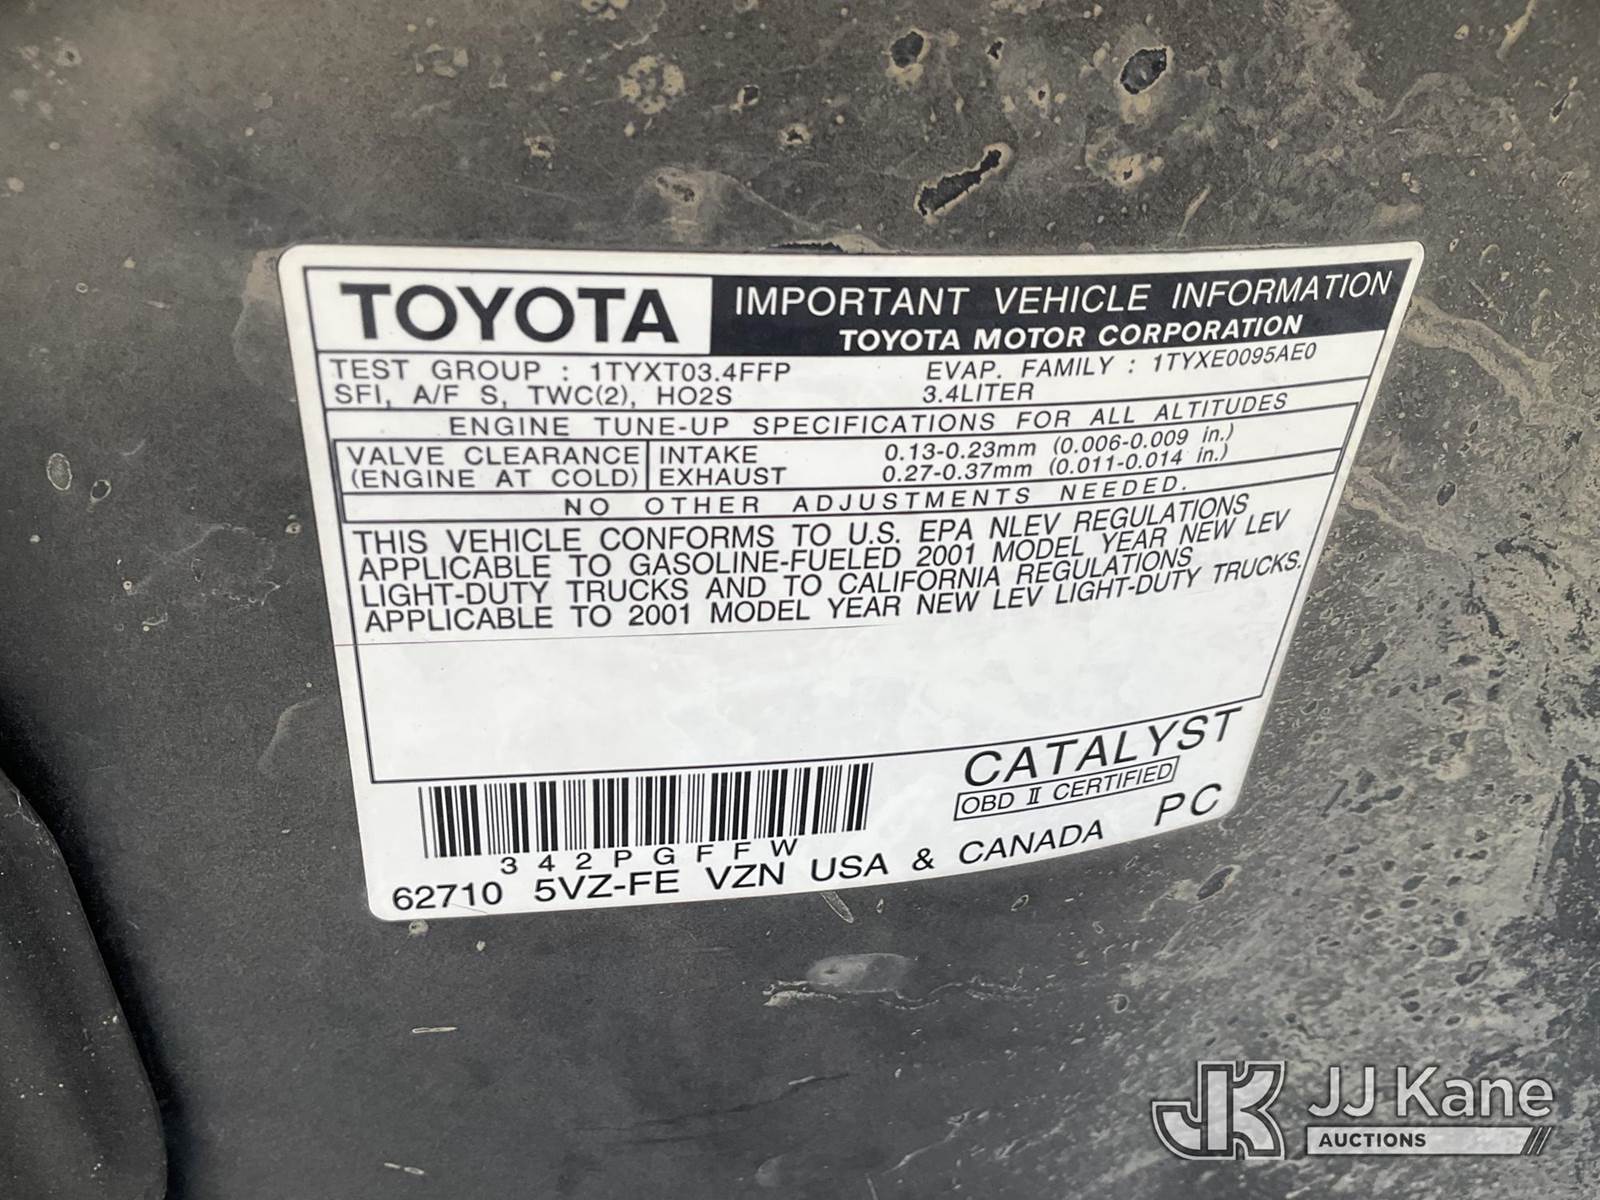 TOYOTA
IMPORTANT VEHICLE INFORMATION
TOYOTA MOTOR CORPORATION
TEST GROUP : 1TYXT03.4FFP EVAP. FAMILY : 1TYXE0095AE0
SFI, A/F S, TWC(2), HO2S 3.4LITER
ENGINE TUNE-UP SPECIFICATIONS FOR ALL ALTITUDES
VALVE CLEARANCE INTAKE 0.13-0.23mm (0.006-0.009 in.)
(ENGINE AT COLD) EXHAUST 0.27-0.37mm (0.011-0.014 in.)
NO OTHER ADJUSTMENTS NEEDED.
THIS VEHICLE CONFORMS TO U.S. EPA NLEV REGULATIONS
APPLICABLE TO GASOLINE-FUELED 2001 MODEL YEAR NEW LEV
LIGHT-DUTY TRUCKS AND TO CALIFORNIA REGULATIONS
APPLICABLE TO 2001 MODEL YEAR NEW LEV LIGHT-DUTY TRUCKS.
CATALYST
OBD II CERTIFIED
342PGFFW
PC
62710 5VZ-FE VZN USA & CANADA
JK JJ Kane
AUCTIONS